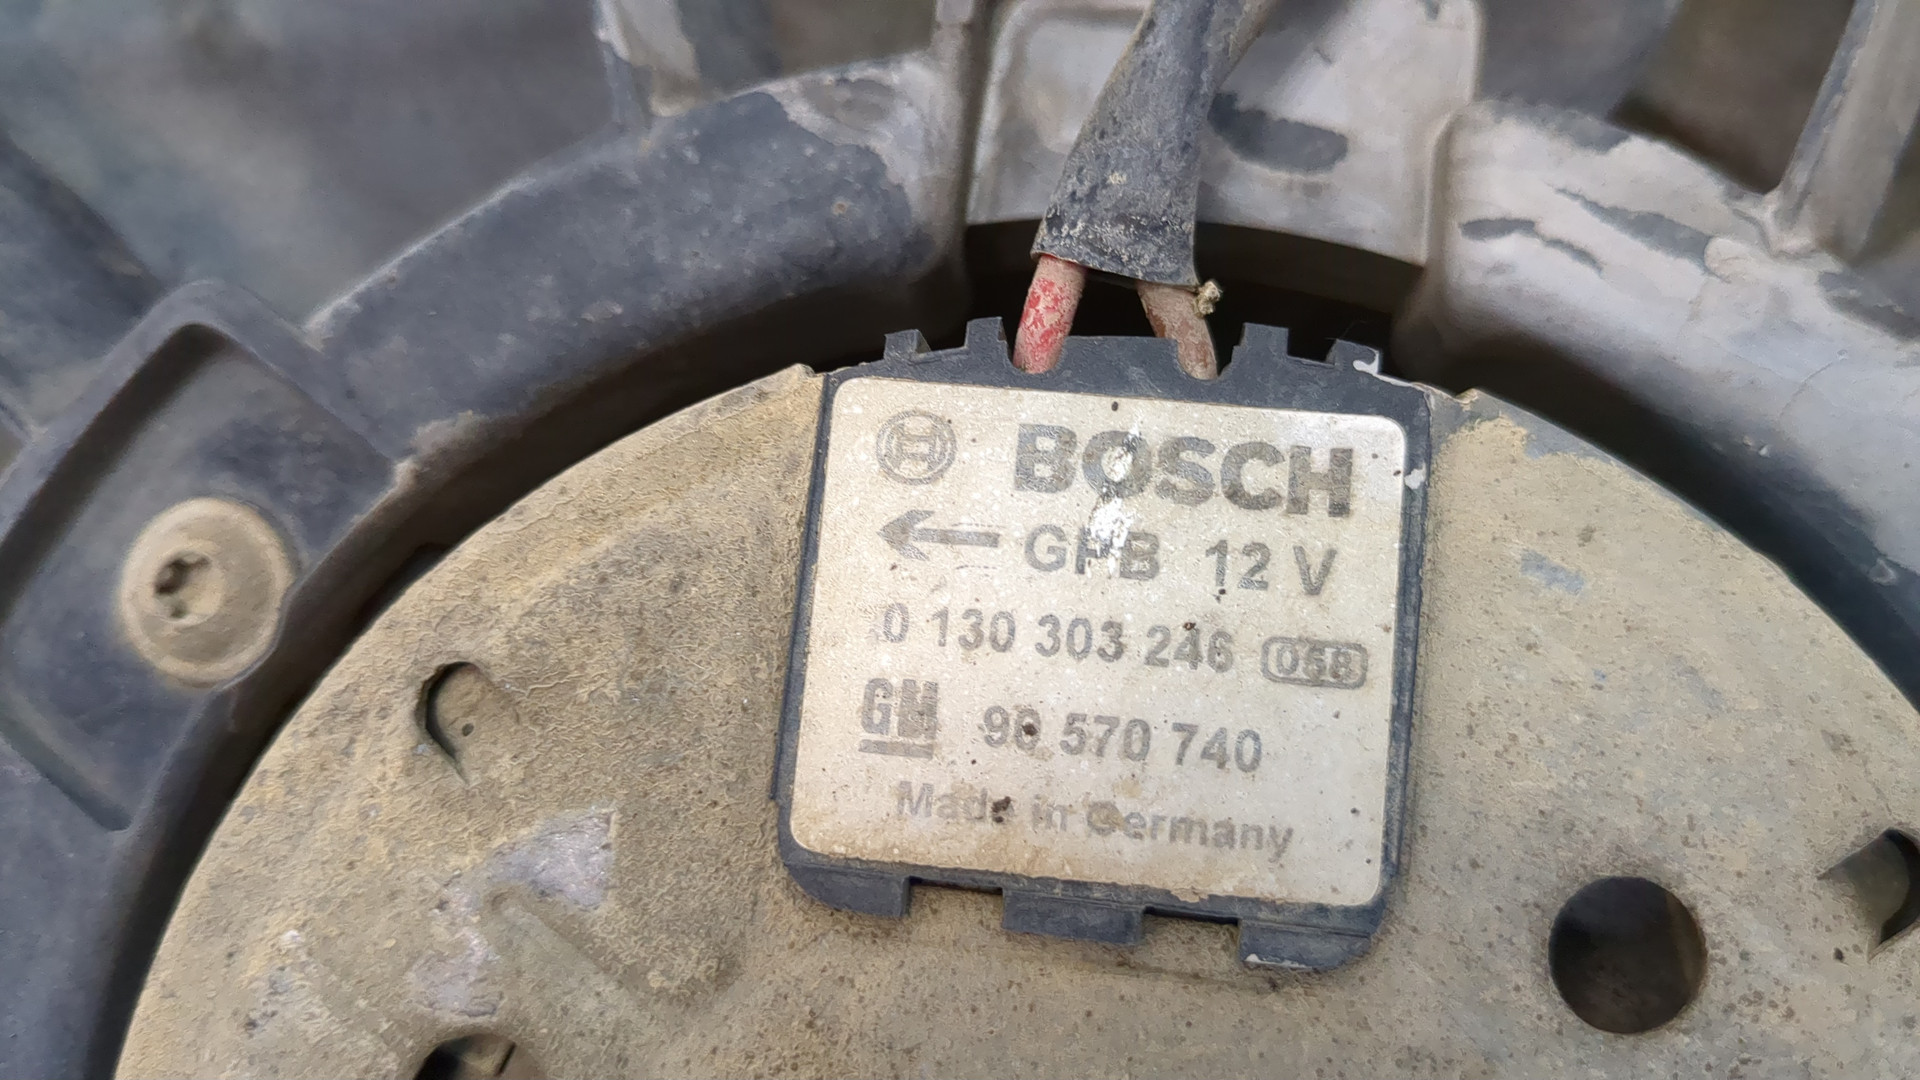 BOSCH
GPB 12 V
0 130 303 246 058
GM 90 570 740
Made in Germany